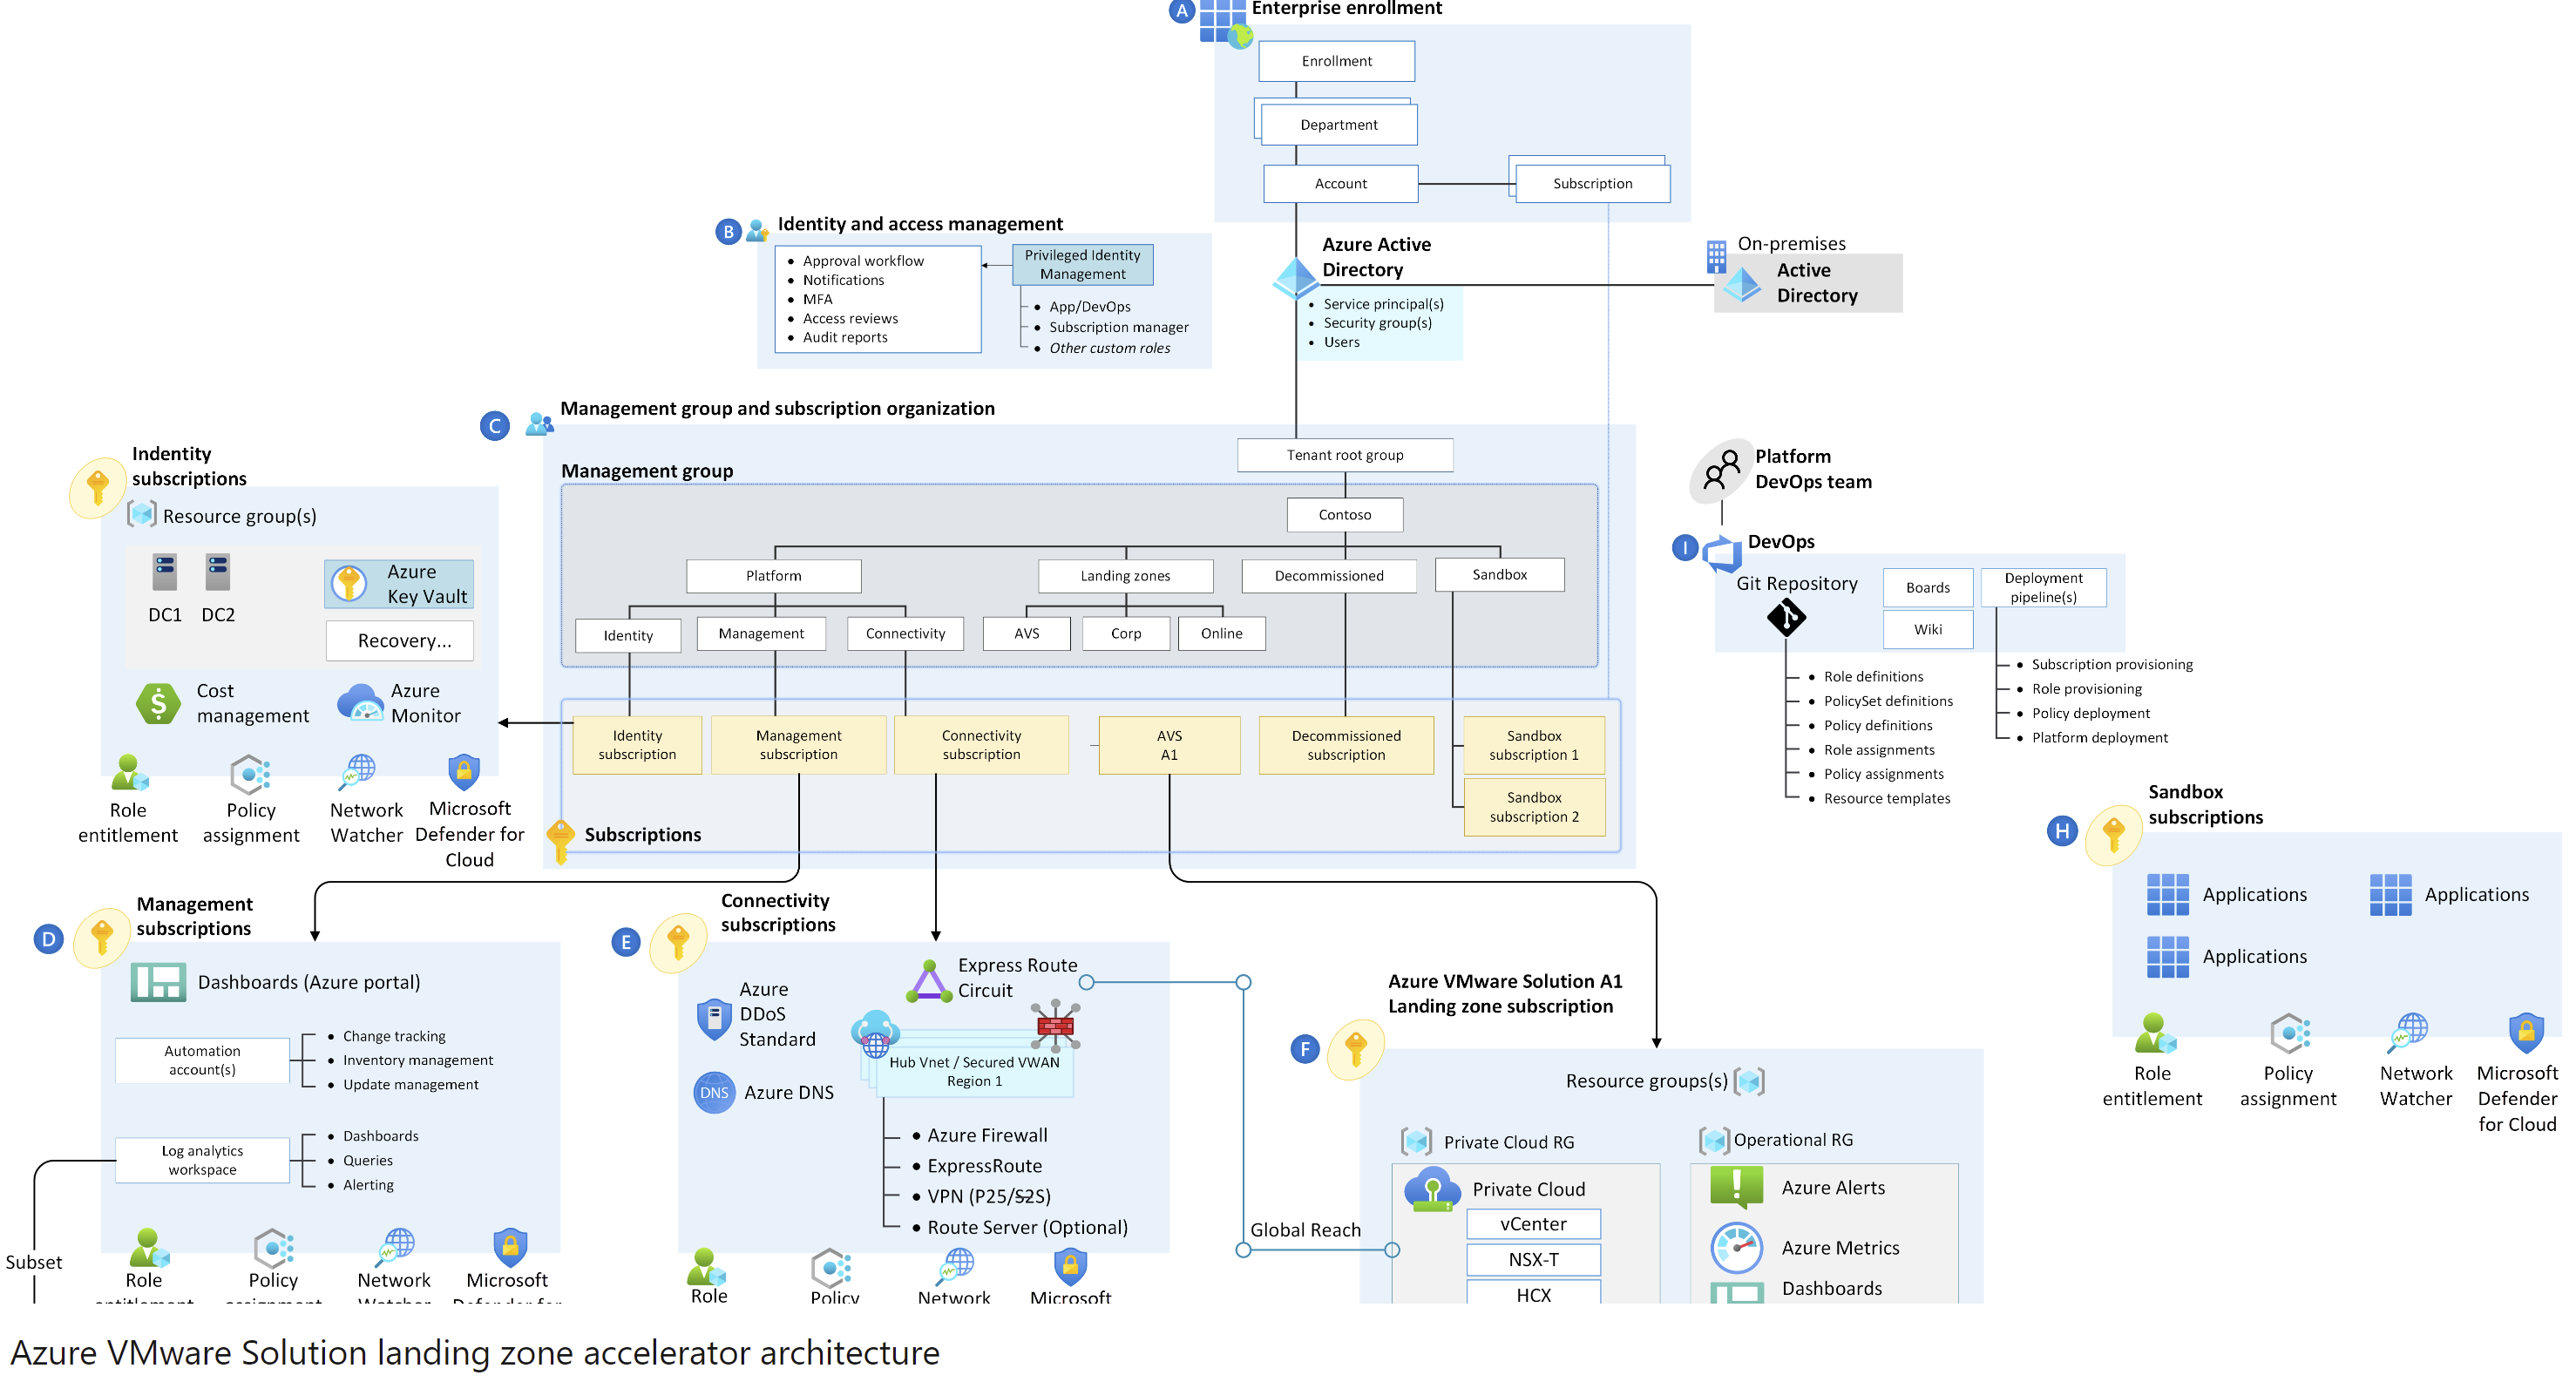 A
Enterprise enrollment
Enrollment
Department
Account
Subscription
B
Identity and access management
Approval workflow
Notifications
MFA
Access reviews
Audit reports
Privileged Identity
Management
App/DevOps
Subscription manager
Other custom roles
Azure Active
Directory
Service principal(s)
Security group(s)
Users
On-premises
Active
Directory
C
Management group and subscription organization
Management group
Tenant root group
Contoso
Platform
Landing zones
Decommissioned
Sandbox
Identity
Management
Connectivity
AVS
Corp
Online
Identity
subscription
Management
subscription
Connectivity
subscription
AVS
A1
Decommissioned
subscription
Sandbox
subscription 1
Sandbox
subscription 2
Subscriptions
Indentity
subscriptions
Resource group(s)
DC1
DC2
Azure
Key Vault
Recovery...
Cost
management
Azure
Monitor
Role
entitlement
Policy
assignment
Network
Watcher
Microsoft
Defender for
Cloud
Platform
DevOps team
I
DevOps
Git Repository
Boards
Wiki
Deployment
pipeline(s)
Role definitions
PolicySet definitions
Policy definitions
Role assignments
Policy assignments
Resource templates
Subscription provisioning
Role provisioning
Policy deployment
Platform deployment
H
Sandbox
subscriptions
Applications
Applications
Applications
Role
entitlement
Policy
assignment
Network
Watcher
Microsoft
Defender
for Cloud
D
Management
subscriptions
Dashboards (Azure portal)
Automation
account(s)
Change tracking
Inventory management
Update management
Log analytics
workspace
Dashboards
Queries
Alerting
Subset
Role
entitlement
Policy
assignment
Network
Watcher
Microsoft
Defender for
E
Connectivity
subscriptions
Azure
DDoS
Standard
Express Route
Circuit
DNS
Azure DNS
Hub Vnet / Secured VWAN
Region 1
Azure Firewall
ExpressRoute
VPN (P25/S2S)
Route Server (Optional)
Role
Policy
Network
Microsoft
Global Reach
F
Azure VMware Solution A1
Landing zone subscription
Resource groups(s)
Private Cloud RG
Private Cloud
vCenter
NSX-T
HCX
Operational RG
Azure Alerts
Azure Metrics
Dashboards
Azure VMware Solution landing zone accelerator architecture